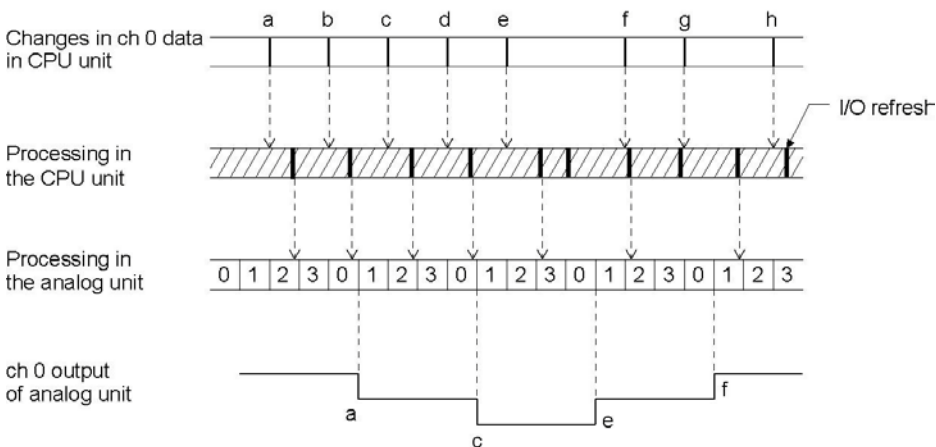 a b c d e f g h
Changes in ch 0 data
in CPU unit
I/O refresh
Processing in
the CPU unit
Processing in
the analog unit
0 1 2 3 0 1 2 3 0 1 2 3 0 1 2 3 0 1 2 3
ch 0 output
of analog unit
a
c
e
f